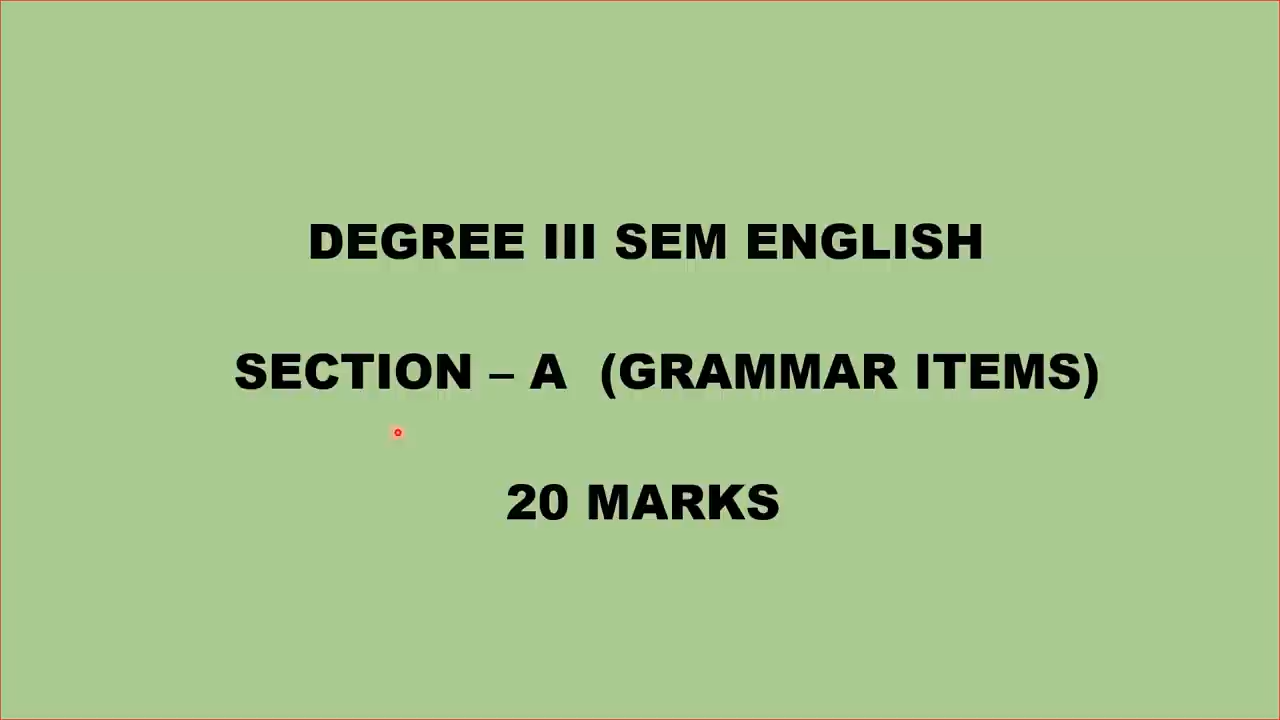 DEGREE III SEM ENGLISH
SECTION – A (GRAMMAR ITEMS)
20 MARKS